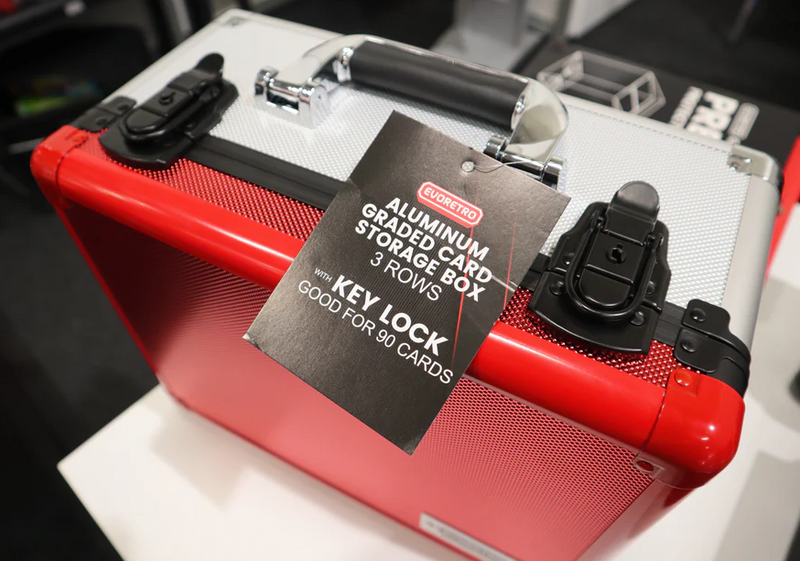 EVORETRO
ALUMINUM
GRADED CARD
STORAGE BOX
3 ROWS
WITH KEY LOCK
GOOD FOR 90 CARDS